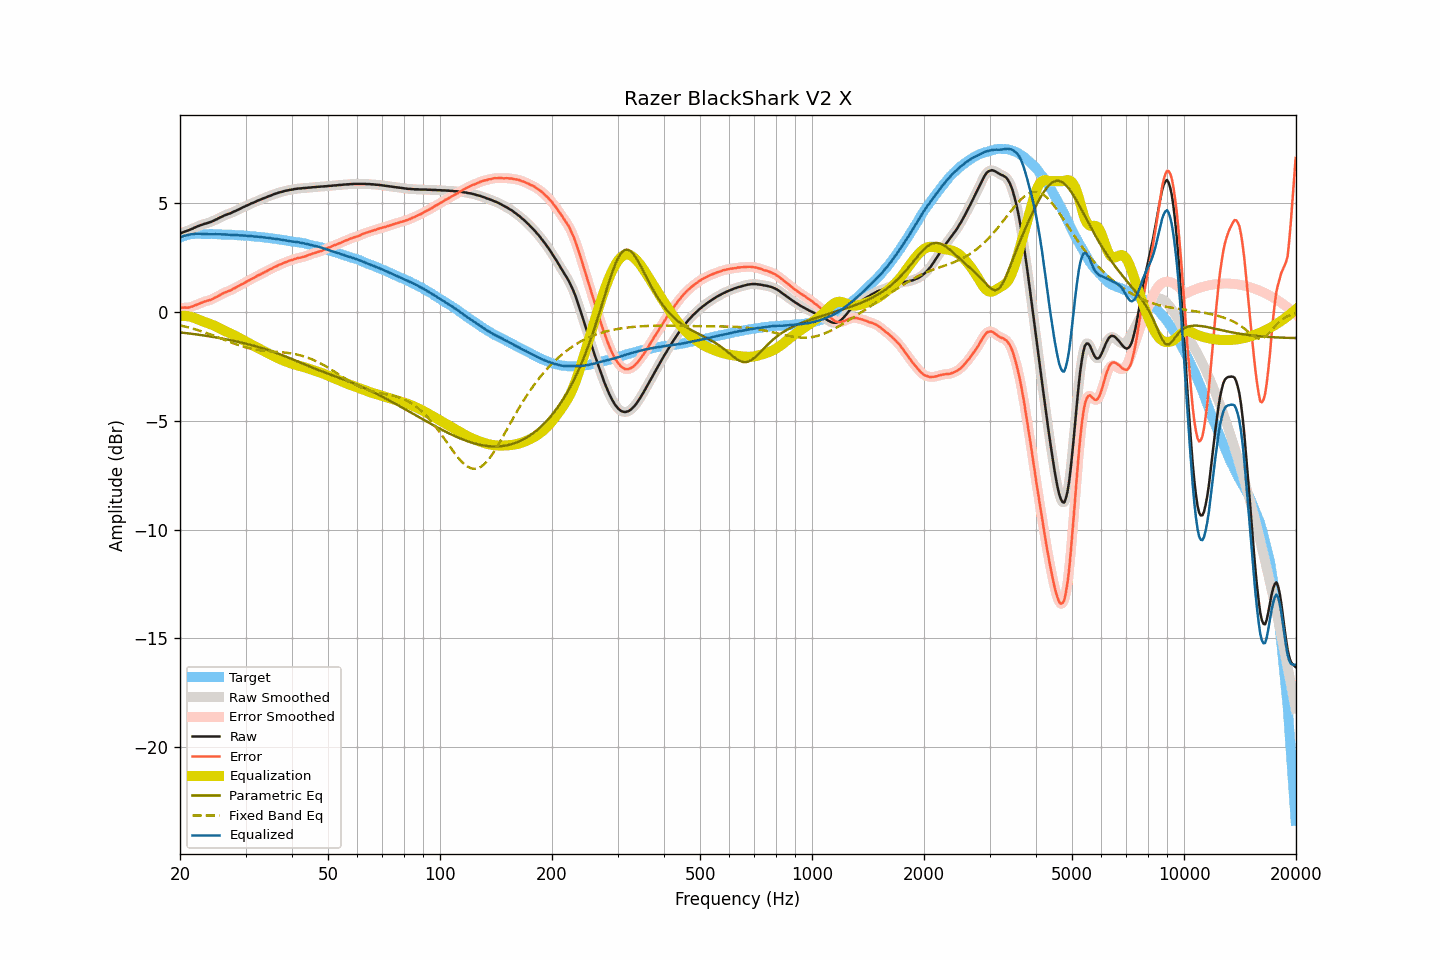 Razer BlackShark V2 X
Amplitude (dBr)
5
0
−5
−10
−15
−20
Target
Raw Smoothed
Error Smoothed
Raw
Error
Equalization
Parametric Eq
Fixed Band Eq
Equalized
20 50 100 200 500 1000 2000 5000 10000 20000
Frequency (Hz)